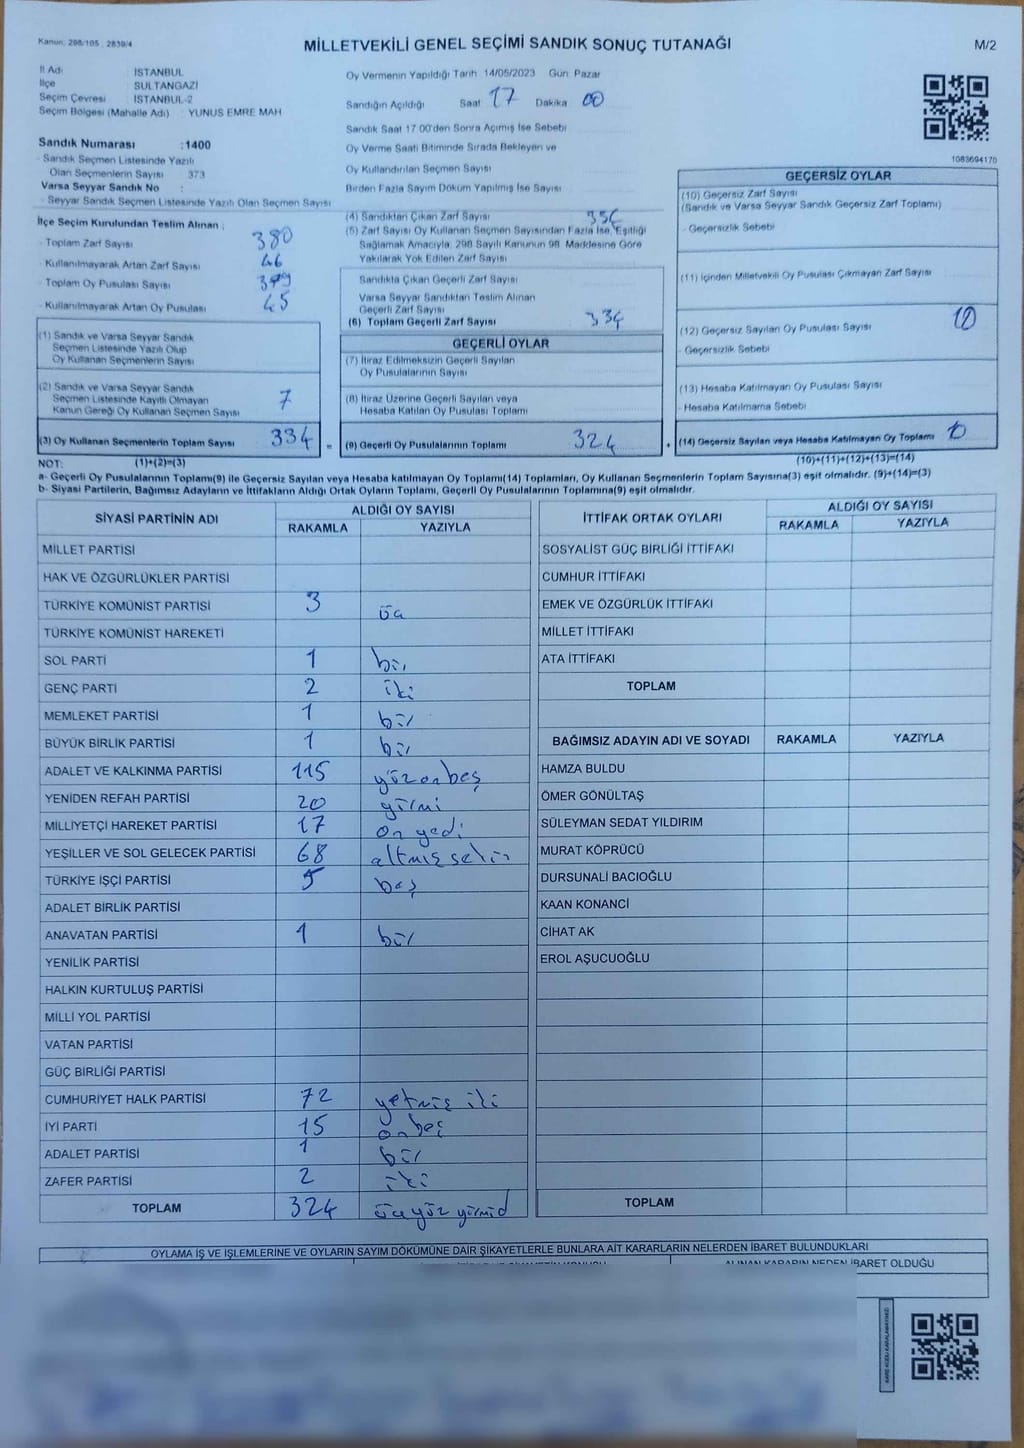 Kanun: 298/105 , 2839/4
MİLLETVEKİLİ GENEL SEÇİMİ SANDIK SONUÇ TUTANAĞI
M/2
İl Adı : İSTANBUL
İlçe : SULTANGAZİ
Seçim Çevresi : İSTANBUL-2
Seçim Bölgesi (Mahalle Adı) : YUNUS EMRE MAH
Sandık Numarası :1400
- Sandık Seçmen Listesinde Yazılı
Olan Seçmenlerin Sayısı : 373
Varsa Seyyar Sandık No :
- Seyyar Sandık Seçmen Listesinde Yazılı Olan Seçmen Sayısı :
İlçe Seçim Kurulundan Teslim Alınan ;
- Toplam Zarf Sayısı 380
- Kullanılmayarak Artan Zarf Sayısı 46
- Toplam Oy Pusulası Sayısı 379
- Kullanılmayarak Artan Oy Pusulası 45
(1) Sandık ve Varsa Seyyar Sandık
Seçmen Listesinde Yazılı Olup
Oy Kullanan Seçmenlerin Sayısı
(2) Sandık ve Varsa Seyyar Sandık
Seçmen Listesinde Kayıtlı Olmayan
Kanun Gereği Oy Kullanan Seçmen Sayısı 7
(3) Oy Kullanan Seçmenlerin Toplam Sayısı 334
Oy Vermenin Yapıldığı Tarih: 14/05/2023 Gün: Pazar
Sandığın Açıldığı Saat 17 Dakika 00
Sandık Saat 17:00'den Sonra Açılmış İse Sebebi
Oy Verme Saati Bitiminde Sırada Bekleyen ve
Oy Kullandırılan Seçmen Sayısı
Birden Fazla Sayım Döküm Yapılmış İse Sayısı
(4) Sandıktan Çıkan Zarf Sayısı
(5) Zarf Sayısı Oy Kullanan Seçmen Sayısından Fazla İse, Eşitliği
Sağlamak Amacıyla, 298 Sayılı Kanunun 98. Maddesine Göre
Yakılarak Yok Edilen Zarf Sayısı
Sandıkta Çıkan Geçerli Zarf Sayısı
Varsa Seyyar Sandıktan Teslim Alınan
Geçerli Zarf Sayısı
(6) Toplam Geçerli Zarf Sayısı 334
GEÇERLİ OYLAR
(7) İtiraz Edilmeksizin Geçerli Sayılan
Oy Pusulalarının Sayısı
(8) İtiraz Üzerine Geçerli Sayılan veya
Hesaba Katılan Oy Pusulası Toplamı
= (9) Geçerli Oy Pusulalarının Toplamı 324
1083694170
GEÇERSİZ OYLAR
(10) Geçersiz Zarf Sayısı
(Sandık ve Varsa Seyyar Sandık Geçersiz Zarf Toplamı)
- Geçersizlik Sebebi
(11) İçinden Milletvekili Oy Pusulası Çıkmayan Zarf Sayısı
(12) Geçersiz Sayılan Oy Pusulası Sayısı 10
- Geçersizlik Sebebi
(13) Hesaba Katılmayan Oy Pusulası Sayısı
- Hesaba Katılmama Sebebi
+ (14) Geçersiz Sayılan veya Hesaba Katılmayan Oy Toplamı 10
NOT: (1)+(2)=(3) (10)+(11)+(12)+(13)=(14)
a- Geçerli Oy Pusulalarının Toplamı(9) ile Geçersiz Sayılan veya Hesaba katılmayan Oy Toplamı(14) Toplamları, Oy Kullanan Seçmenlerin Toplam Sayısına(3) eşit olmalıdır. (9)+(14)=(3)
b- Siyasi Partilerin, Bağımsız Adayların ve İttifakların Aldığı Ortak Oyların Toplamı, Geçerli Oy Pusulalarının Toplamına(9) eşit olmalıdır.
SİYASİ PARTİNİN ADI ALDIĞI OY SAYISI
RAKAMLA YAZIYLA
MİLLET PARTİSİ
HAK VE ÖZGÜRLÜKLER PARTİSİ
TÜRKİYE KOMÜNİST PARTİSİ 3 üç
TÜRKİYE KOMÜNİST HAREKETİ
SOL PARTİ 1 bir
GENÇ PARTİ 2 iki
MEMLEKET PARTİSİ 1 bir
BÜYÜK BİRLİK PARTİSİ 1 bir
ADALET VE KALKINMA PARTİSİ 115 yüzonbeş
YENİDEN REFAH PARTİSİ 20 yirmi
MİLLİYETÇİ HAREKET PARTİSİ 17 on yedi
YEŞİLLER VE SOL GELECEK PARTİSİ 68 altmış sekiz
TÜRKİYE İŞÇİ PARTİSİ 5 beş
ADALET BİRLİK PARTİSİ
ANAVATAN PARTİSİ 1 bir
YENİLİK PARTİSİ
HALKIN KURTULUŞ PARTİSİ
MİLLİ YOL PARTİSİ
VATAN PARTİSİ
GÜÇ BİRLİĞİ PARTİSİ
CUMHURİYET HALK PARTİSİ 72 yetmiş iki
İYİ PARTİ 15 onbeş
ADALET PARTİSİ 1 bir
ZAFER PARTİSİ 2 iki
TOPLAM 324 üçyüz
İTTİFAK ORTAK OYLARI ALDIĞI OY SAYISI
RAKAMLA YAZIYLA
SOSYALİST GÜÇ BİRLİĞİ İTTİFAKI
CUMHUR İTTİFAKI
EMEK VE ÖZGÜRLÜK İTTİFAKI
MİLLET İTTİFAKI
ATA İTTİFAKI
TOPLAM
BAĞIMSIZ ADAYIN ADI VE SOYADI RAKAMLA YAZIYLA
HAMZA BULDU
ÖMER GÖNÜLTAŞ
SÜLEYMAN SEDAT YILDIRIM
MURAT KÖPRÜCÜ
DURSUNALİ BACIOĞLU
KAAN KONANCİ
CİHAT AK
EROL AŞUCUOĞLU
TOPLAM
OYLAMA İŞ VE İŞLEMLERİNE VE OYLARIN SAYIM DÖKÜMÜNE DAİR ŞİKAYETLERLE BUNLARA AİT KARARLARIN NELERDEN İBARET BULUNDUKLARI
ALINAN KARARIN NEDEN İBARET OLDUĞU